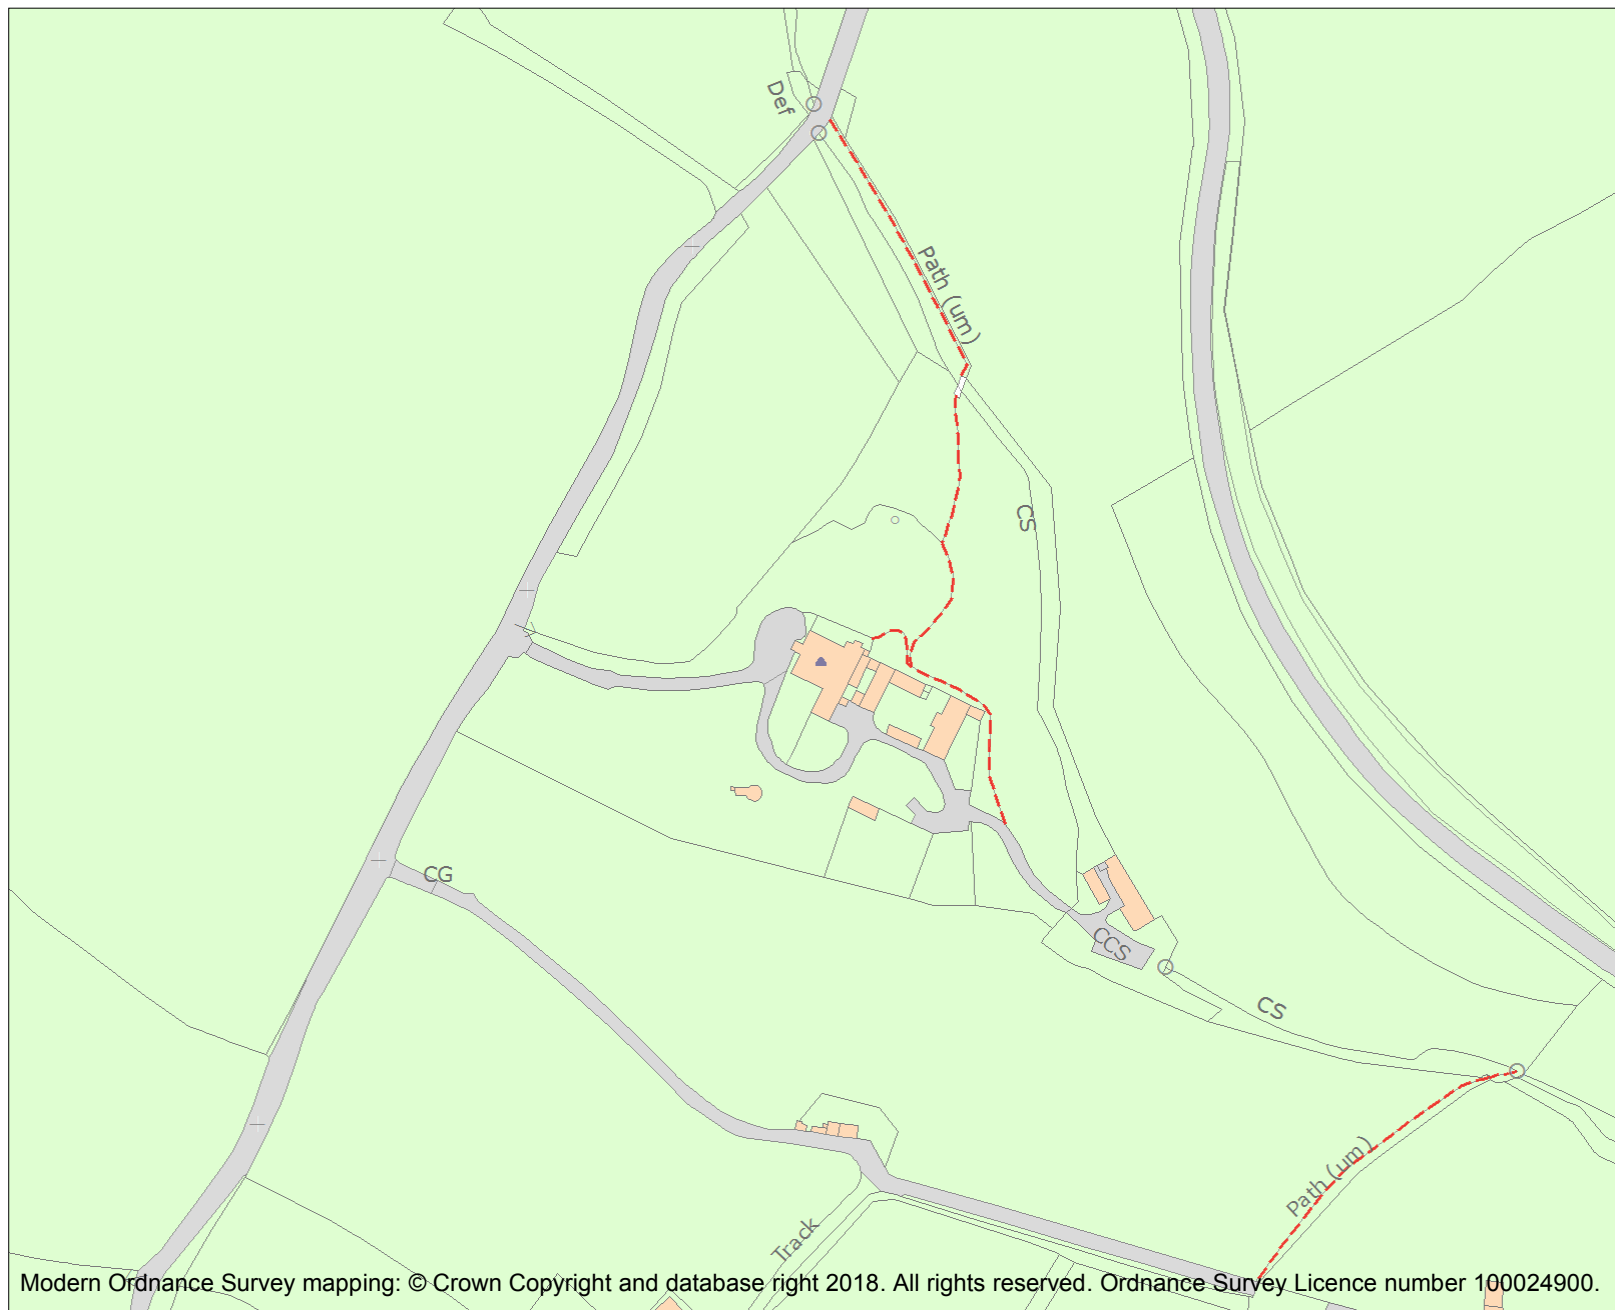 Def
Path (um)
CS
CG
CCS
CS
Path (um)
Track
Modern Ordnance Survey mapping: © Crown Copyright and database right 2018. All rights reserved. Ordnance Survey Licence number 100024900.